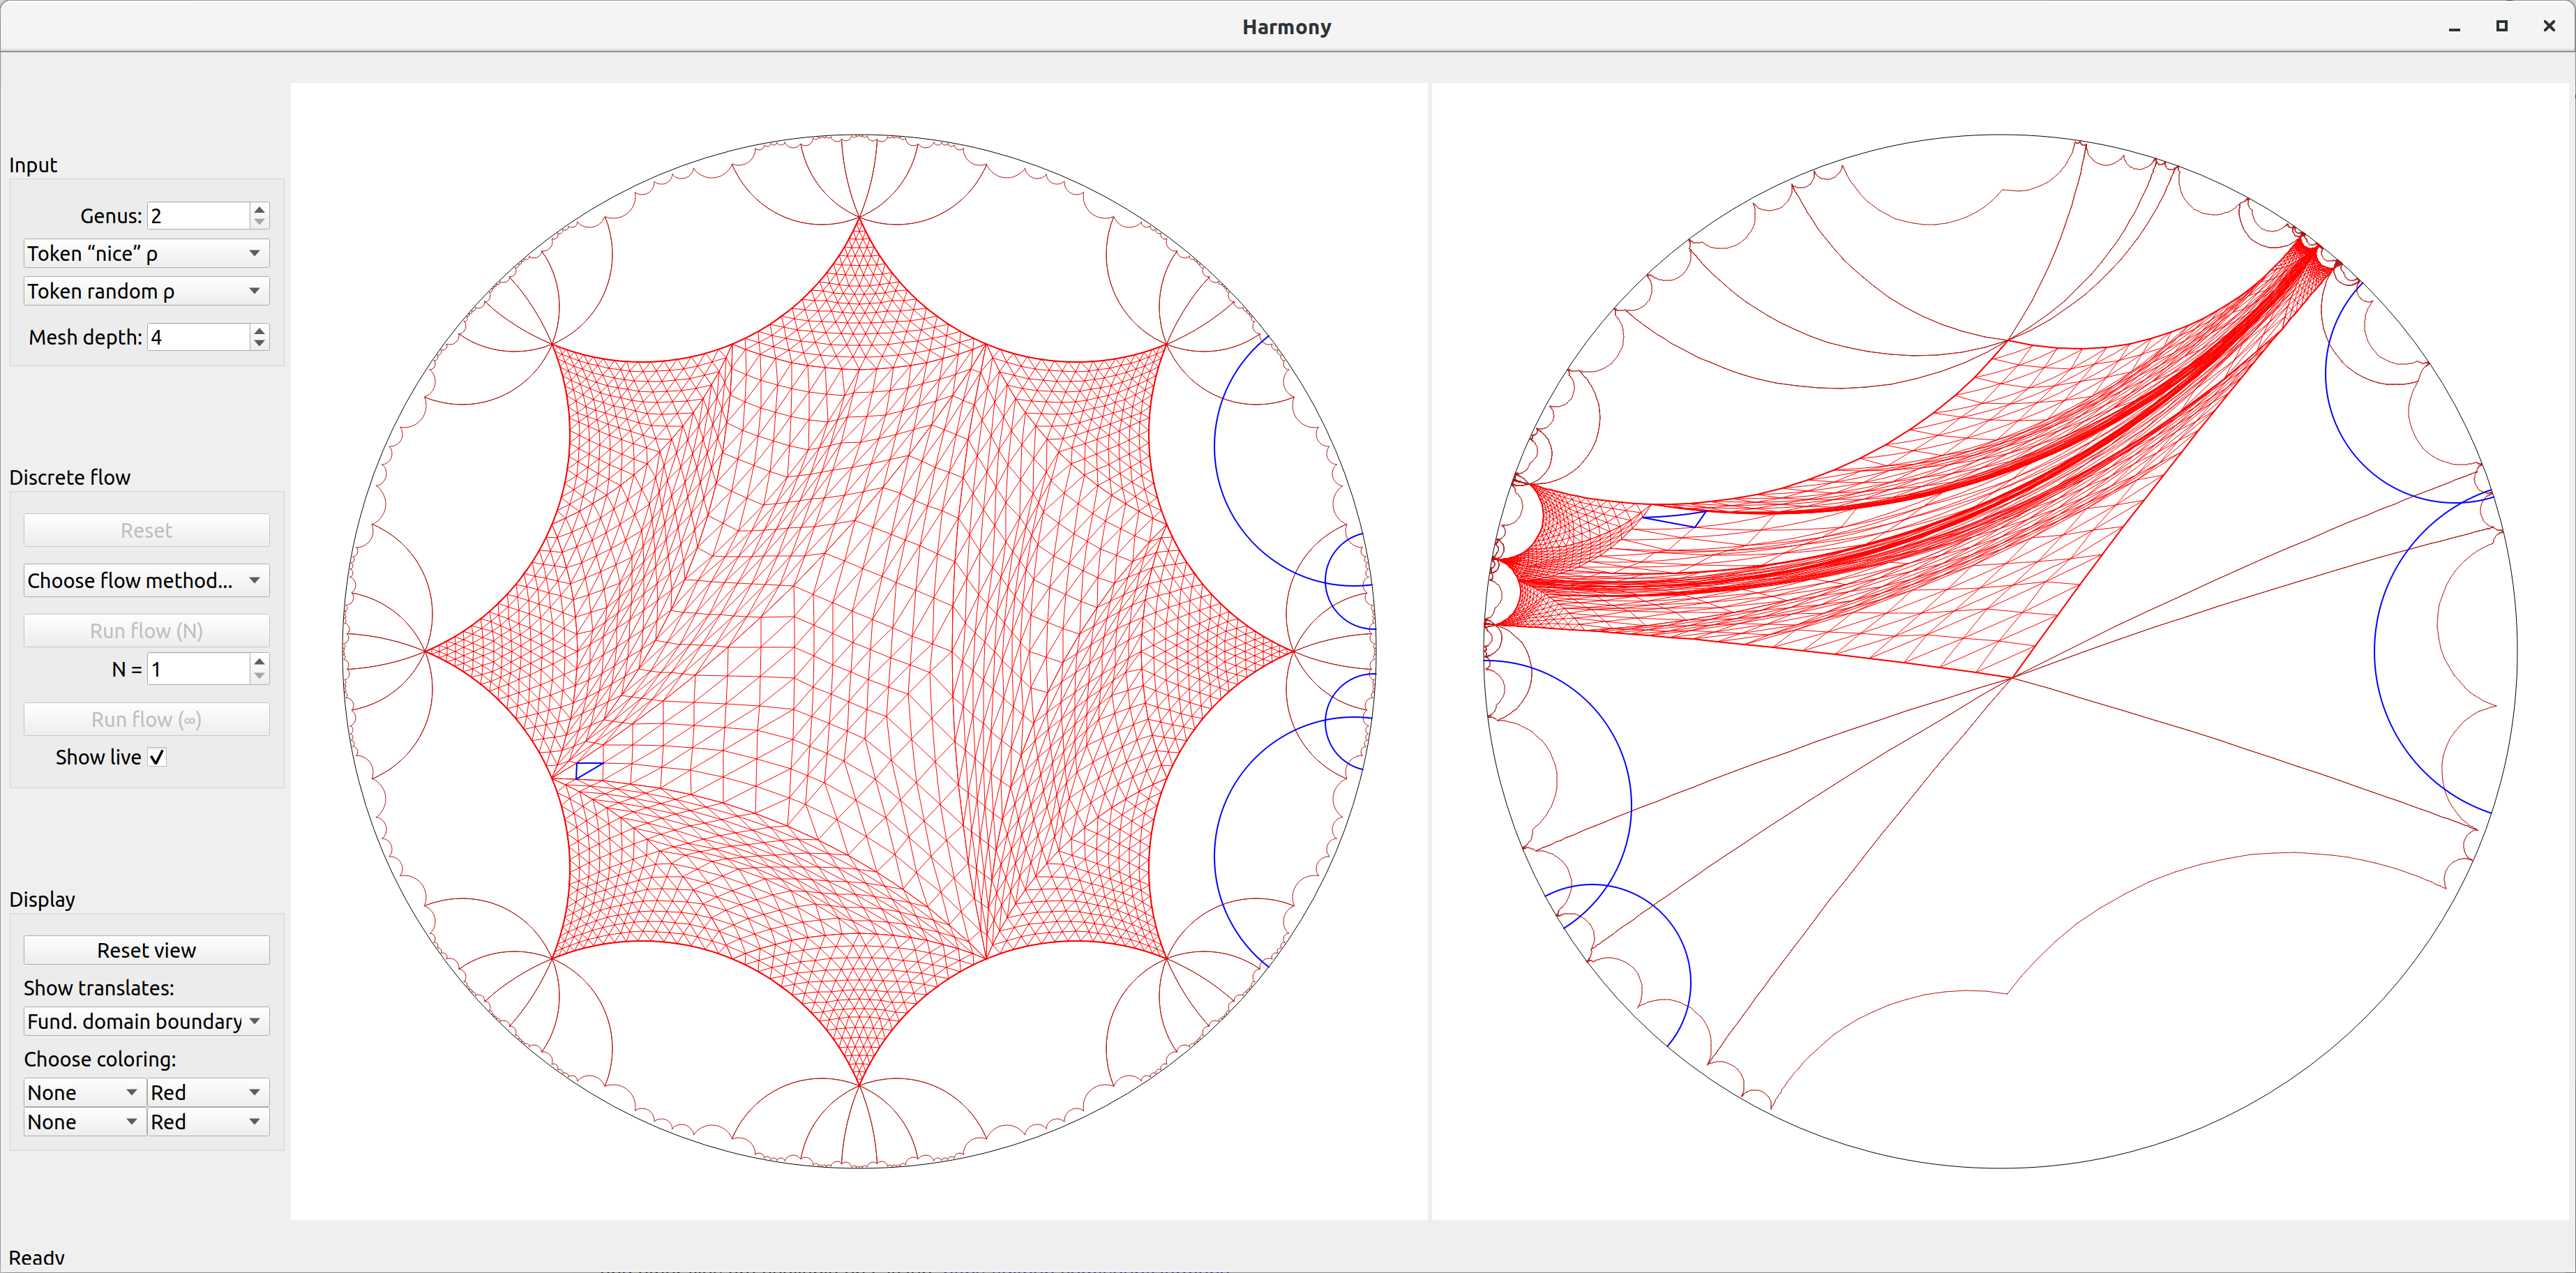 Harmony
Input
Genus: 2
Token “nice” ρ
Token random ρ
Mesh depth: 4
Discrete flow
Reset
Choose flow method...
Run flow (N)
N = 1
Run flow (∞)
Show live
Display
Reset view
Show translates:
Fund. domain boundary
Choose coloring:
None Red
None Red
Ready